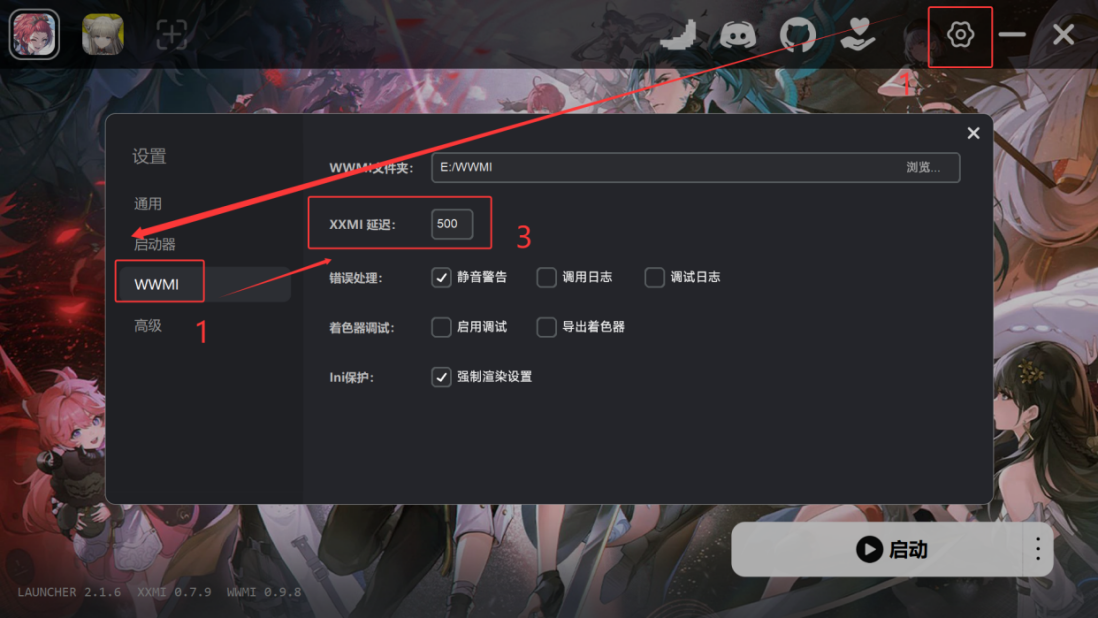 1
设置
通用
启动器
WWMI
高级
1
WWMI文件夹:
E:/WWMI
浏览...
XXMI 延迟:
500
3
错误处理:
静音警告
调用日志
调试日志
着色器调试:
启用调试
导出着色器
Ini保护:
强制渲染设置
启动
LAUNCHER 2.1.6 XXMI 0.7.9 WWMI 0.9.8